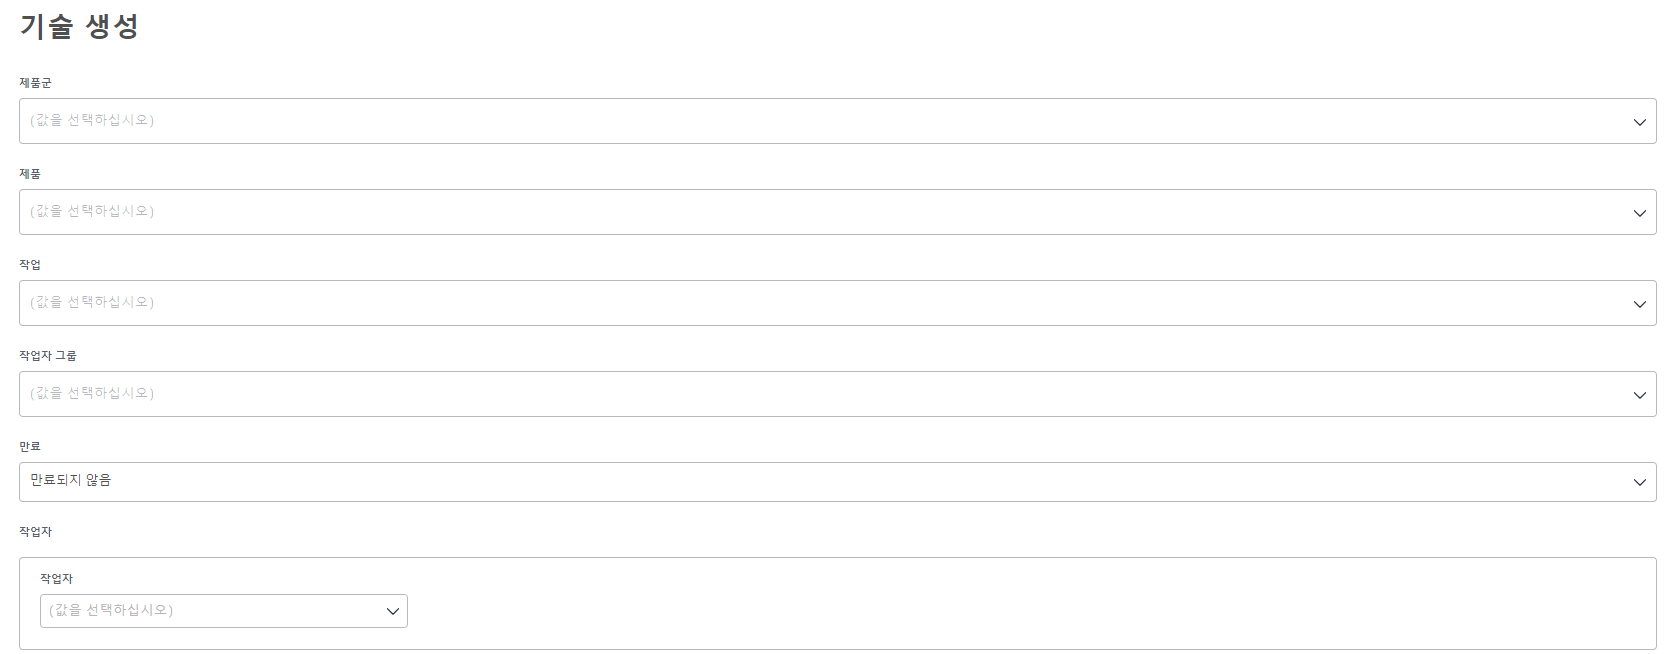 기술 생성
제품군
(값을 선택하십시오)
제품
(값을 선택하십시오)
작업
(값을 선택하십시오)
작업자 그룹
(값을 선택하십시오)
만료
만료되지 않음
작업자
작업자
(값을 선택하십시오)